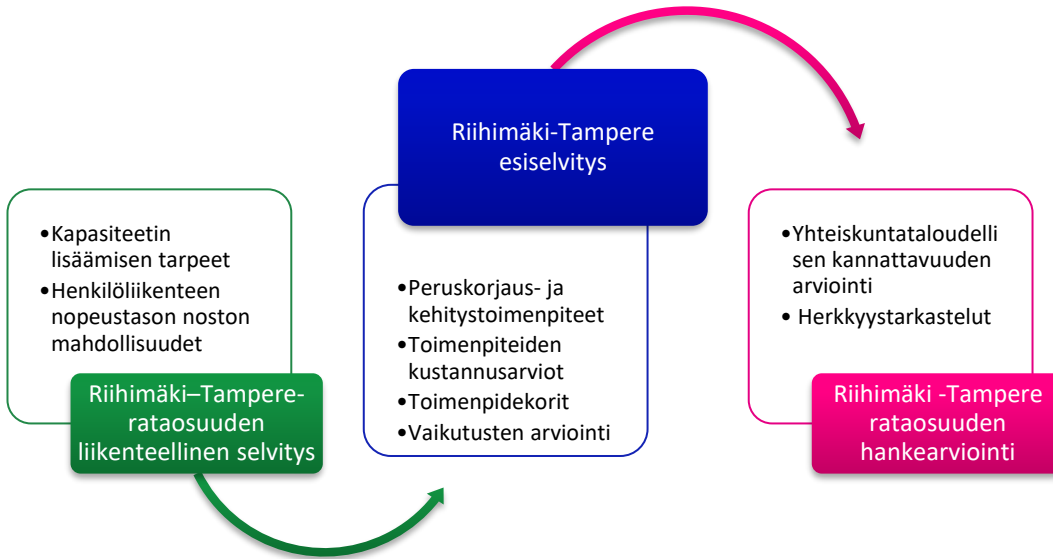 •Kapasiteetin
lisäämisen tarpeet
•Henkilöliikenteen
nopeustason noston
mahdollisuudet
Riihimäki–Tampere-
rataosuuden
liikenteellinen selvitys
Riihimäki-Tampere
esiselvitys
•Peruskorjaus- ja
kehitystoimenpiteet
•Toimenpiteiden
kustannusarviot
•Toimenpidekorit
•Vaikutusten arviointi
•Yhteiskuntataloudelli
sen kannattavuuden
arviointi
• Herkkyystarkastelut
Riihimäki -Tampere
rataosuuden
hankearviointi